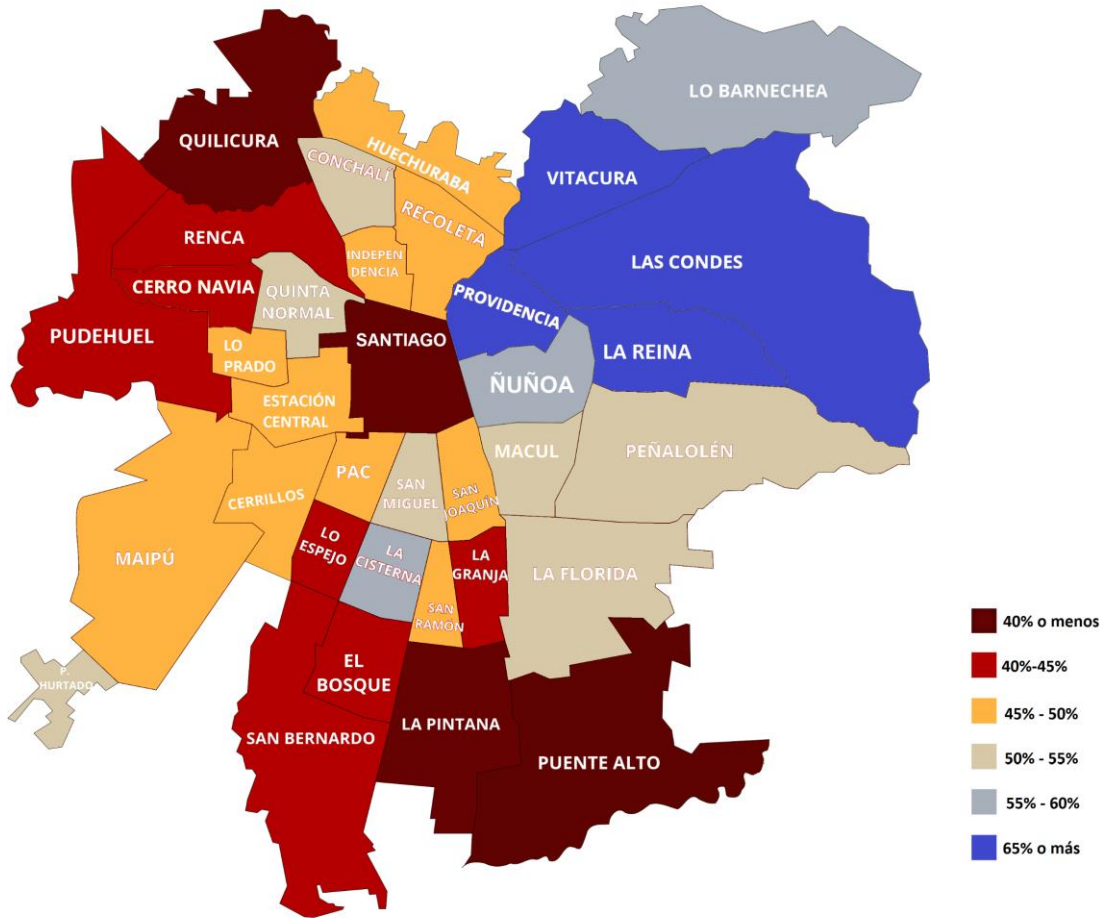 LO BARNECHEA
QUILICURA
HUECHURABA
CONCHALÍ
VITACURA
RECOLETA
RENCA
INDEPEN
DENCIA
LAS CONDES
CERRO NAVIA
QUINTA
NORMAL
PROVIDENCIA
PUDEHUEL
SANTIAGO
LO
PRADO
LA REINA
ÑUÑOA
ESTACIÓN
CENTRAL
MACUL
PEÑALOLÉN
PAC
SAN
MIGUEL
SAN
JOAQUÍN
CERRILLOS
LO
ESPEJO
LA
CISTERNA
LA
GRANJA
MAIPÚ
LA FLORIDA
SAN
RAMÓN
P.
HURTADO
EL
BOSQUE
LA PINTANA
SAN BERNARDO
PUENTE ALTO
40% o menos
40%-45%
45% - 50%
50% - 55%
55% - 60%
65% o más